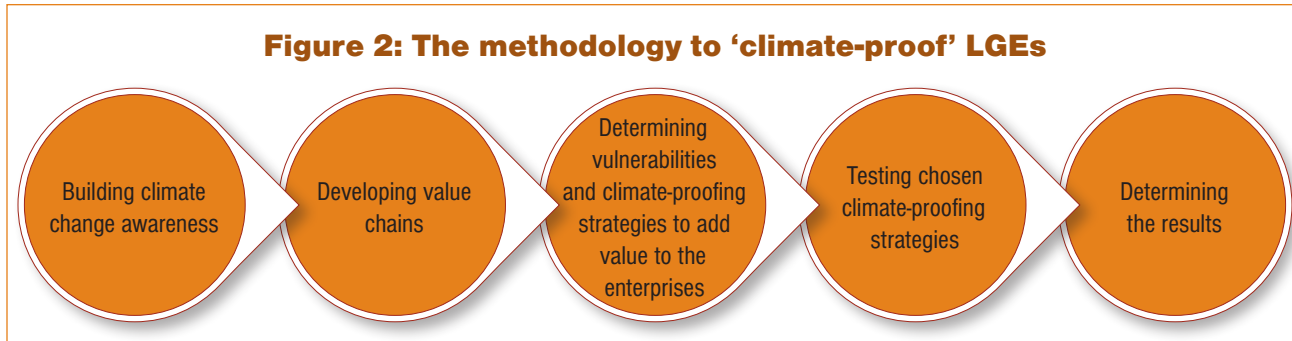 Figure 2: The methodology to ‘climate-proof’ LGEs
Building climate
change awareness
Developing value
chains
Determining
vulnerabilities
and climate-proofing
strategies to add
value to the
enterprises
Testing chosen
climate-proofing
strategies
Determining
the results